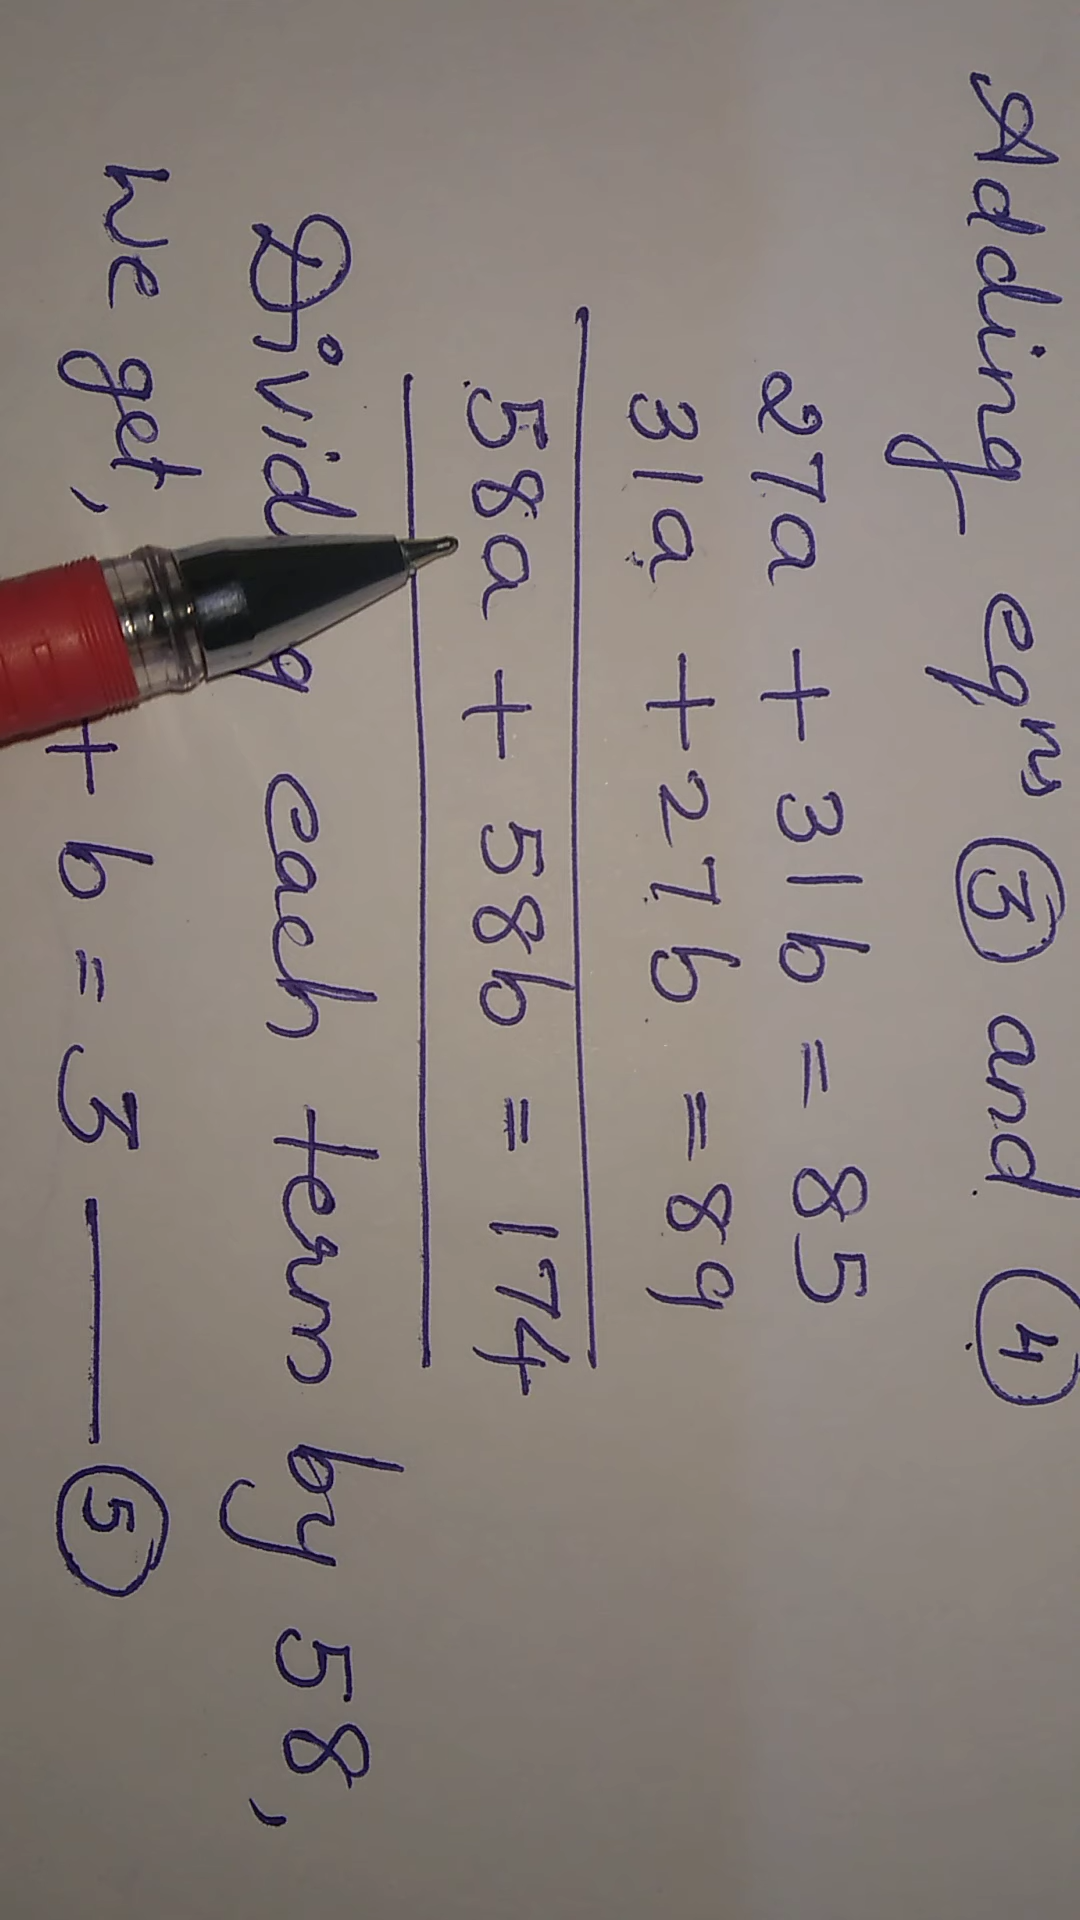 Adding eqns ③ and ④
27a + 31b = 85
31a + 27b = 89
58a + 58b = 174
each term by 58,
we get, + b = 3 — ⑤